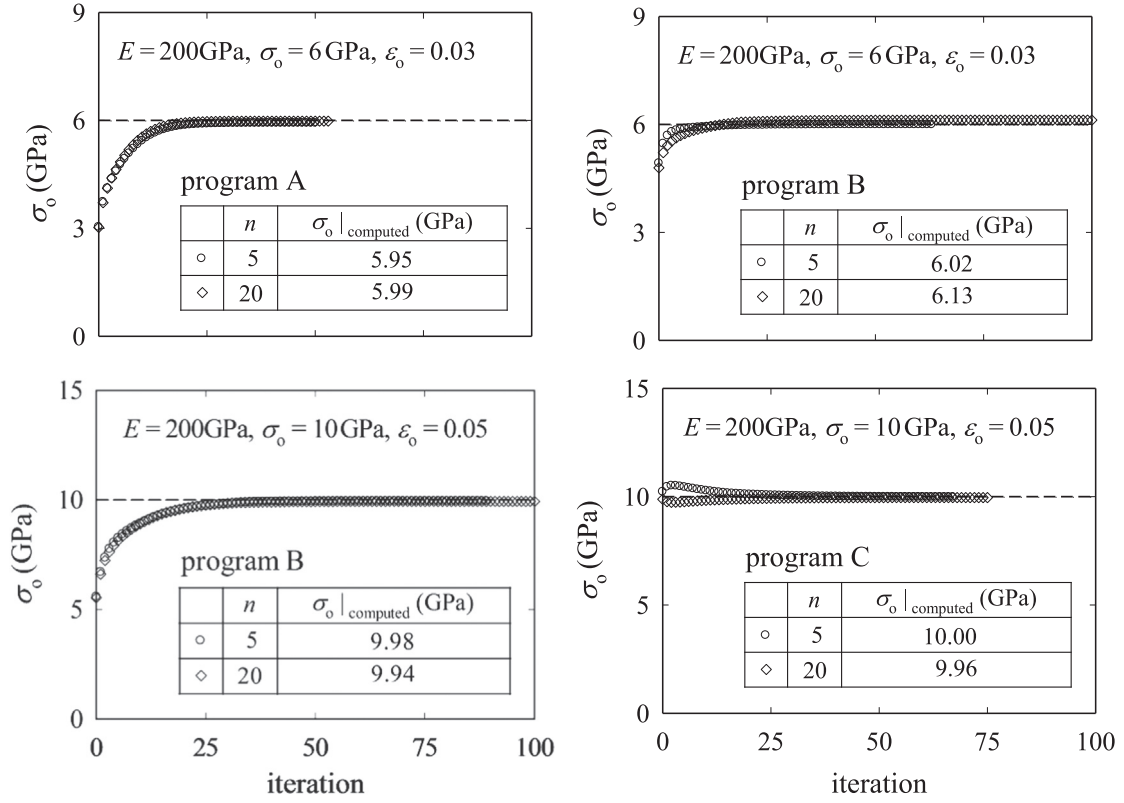 9
6
3
0
σo (GPa)
E = 200GPa, σo = 6 GPa, εo = 0.03
program A
n σo |computed (GPa)
○ 5 5.95
◇ 20 5.99
9
6
3
0
σo (GPa)
E = 200GPa, σo = 6 GPa, εo = 0.03
program B
n σo |computed (GPa)
○ 5 6.02
◇ 20 6.13
15
10
5
0
σo (GPa)
E = 200GPa, σo = 10 GPa, εo = 0.05
program B
n σo |computed (GPa)
○ 5 9.98
◇ 20 9.94
0 25 50 75 100
iteration
15
10
5
0
σo (GPa)
E = 200GPa, σo = 10 GPa, εo = 0.05
program C
n σo |computed (GPa)
○ 5 10.00
◇ 20 9.96
0 25 50 75 100
iteration